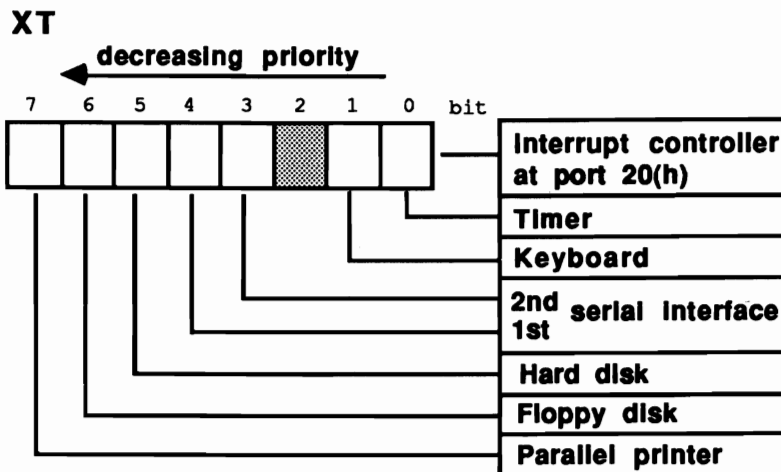 XT
decreasing priority
7 6 5 4 3 2 1 0 bit
Interrupt controller
at port 20(h)
Timer
Keyboard
2nd
1st serial interface
Hard disk
Floppy disk
Parallel printer